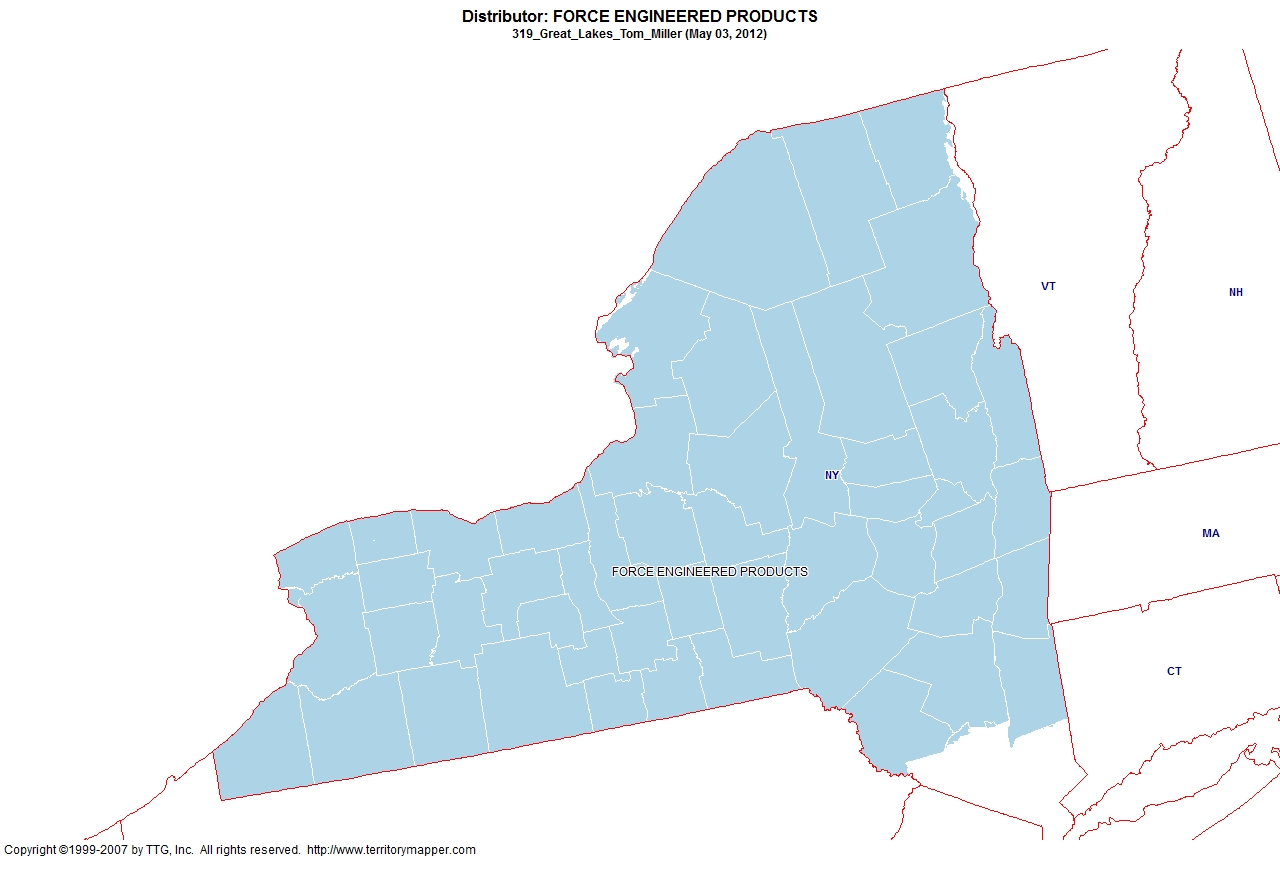 Distributor: FORCE ENGINEERED PRODUCTS
319_Great_Lakes_Tom_Miller (May 03, 2012)
VT
NH
NY
MA
FORCE ENGINEERED PRODUCTS
CT
Copyright ©1999-2007 by TTG, Inc.  All rights reserved.  http://www.territorymapper.com